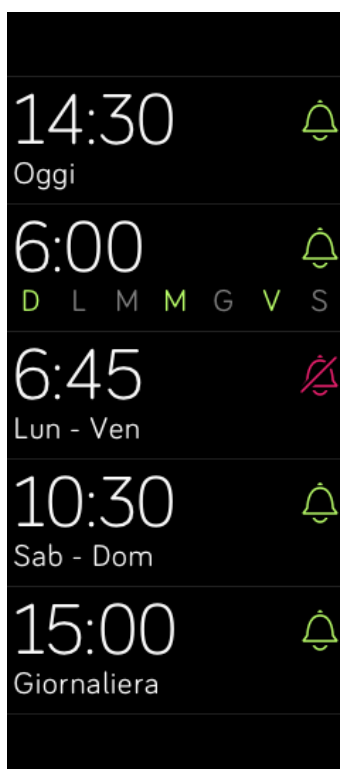 14:30
Oggi
6:00
D L M M G V S
6:45
Lun - Ven
10:30
Sab - Dom
15:00
Giornaliera